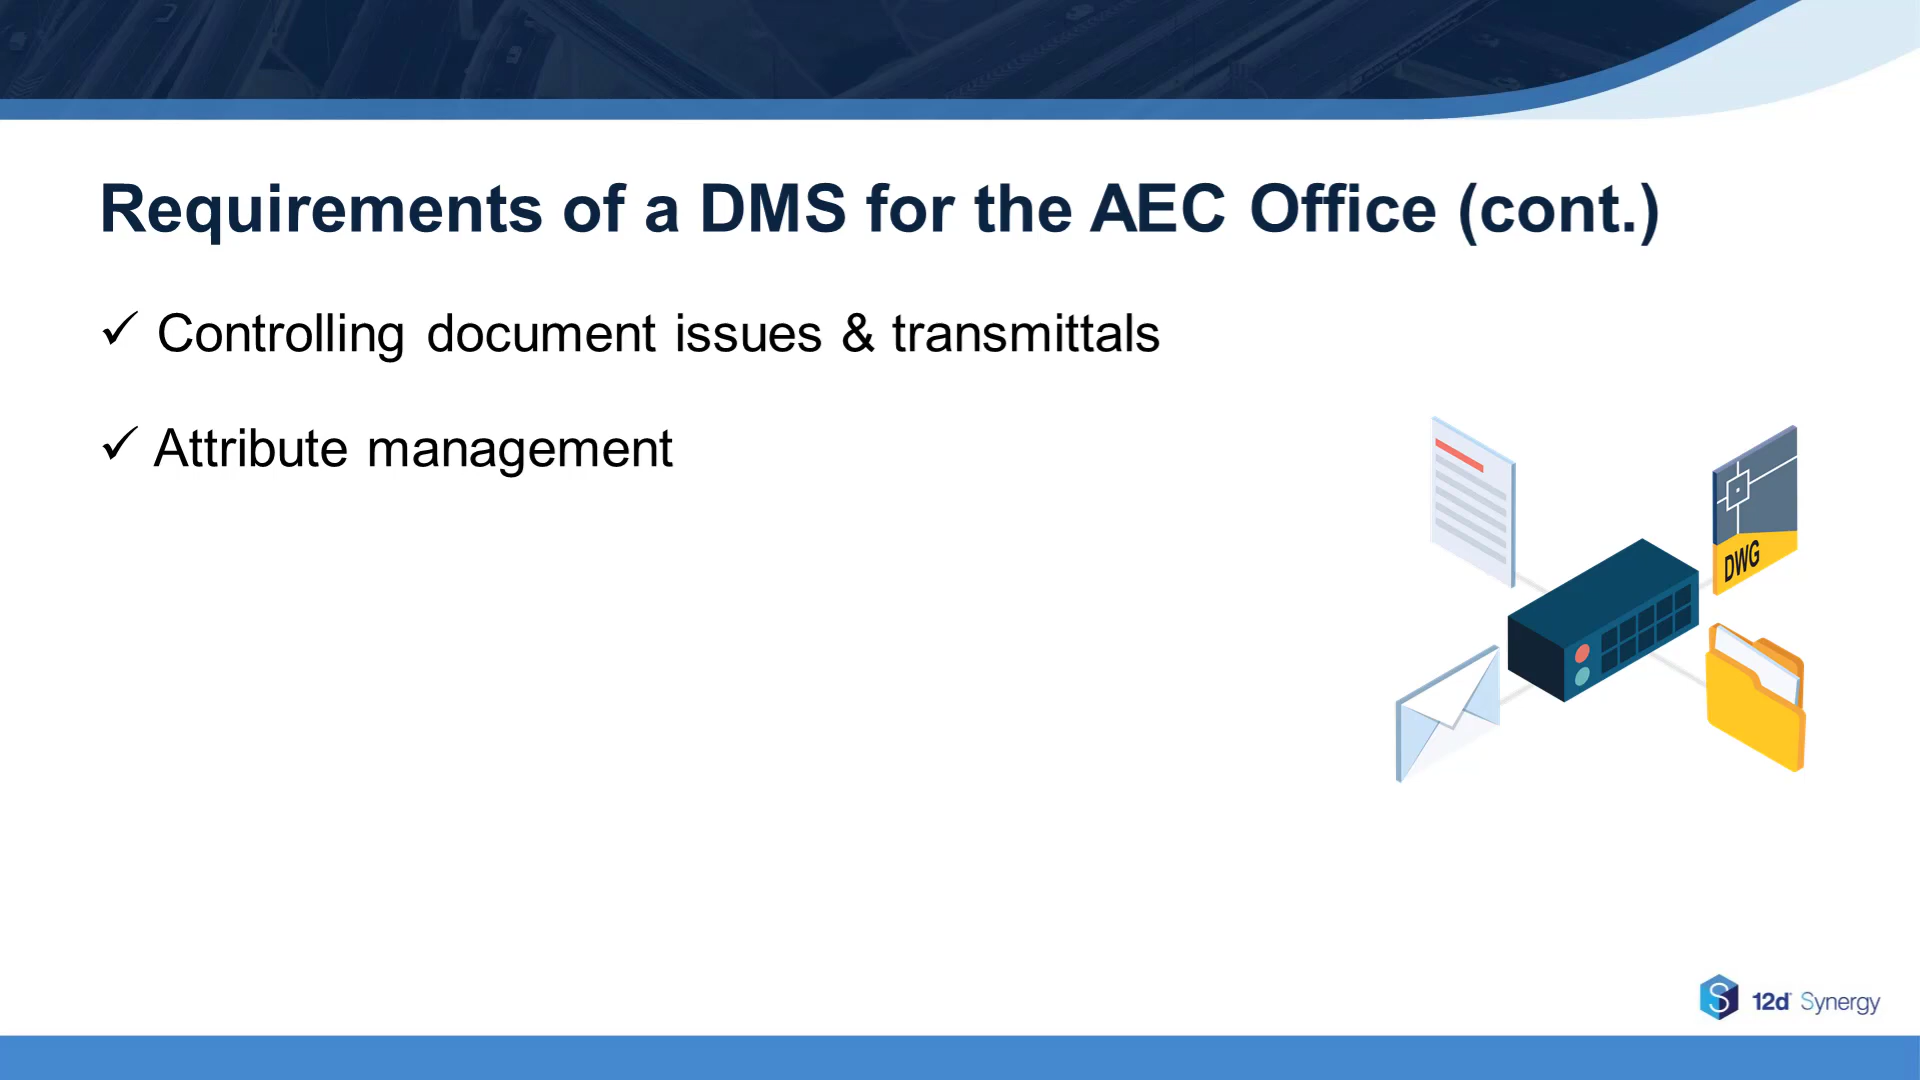 Requirements of a DMS for the AEC Office (cont.)
✓ Controlling document issues & transmittals
✓ Attribute management
DWG
S 12d Synergy